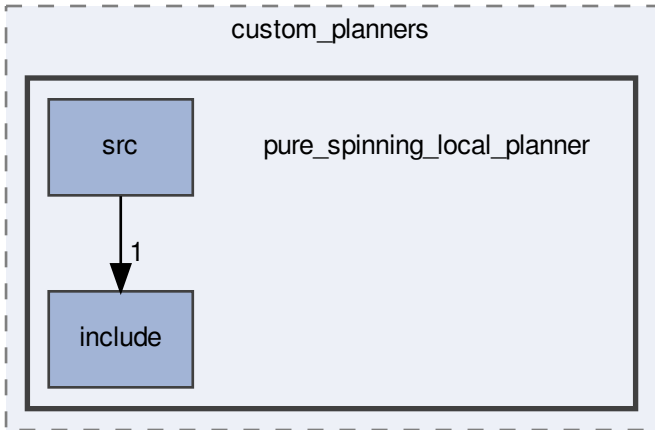 custom_planners
src
pure_spinning_local_planner
1
include